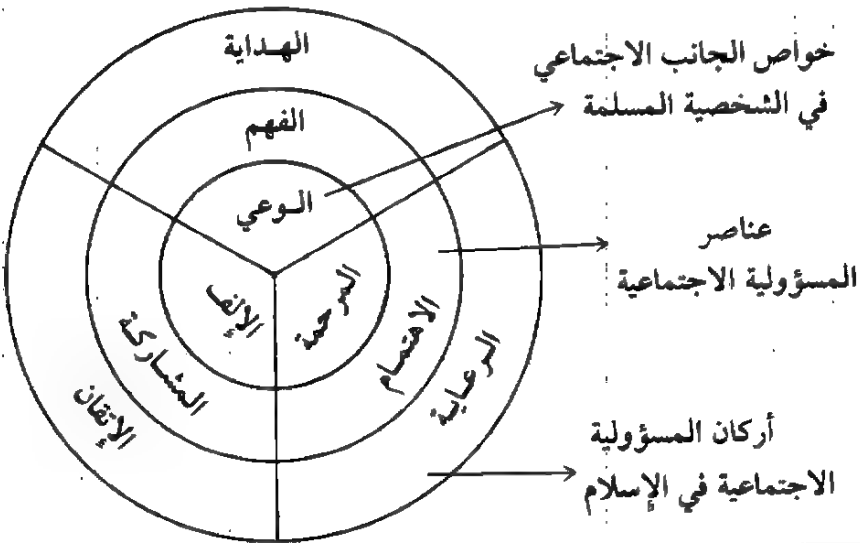 الهداية
الفهم
الوعي
الرحمة
الإلف
الاهتمام
المشاركة
الرعاية
الإتقان
خواص الجانب الاجتماعي
في الشخصية المسلمة
عناصر
المسؤولية الاجتماعية
أركان المسؤولية
الاجتماعية في الإسلام